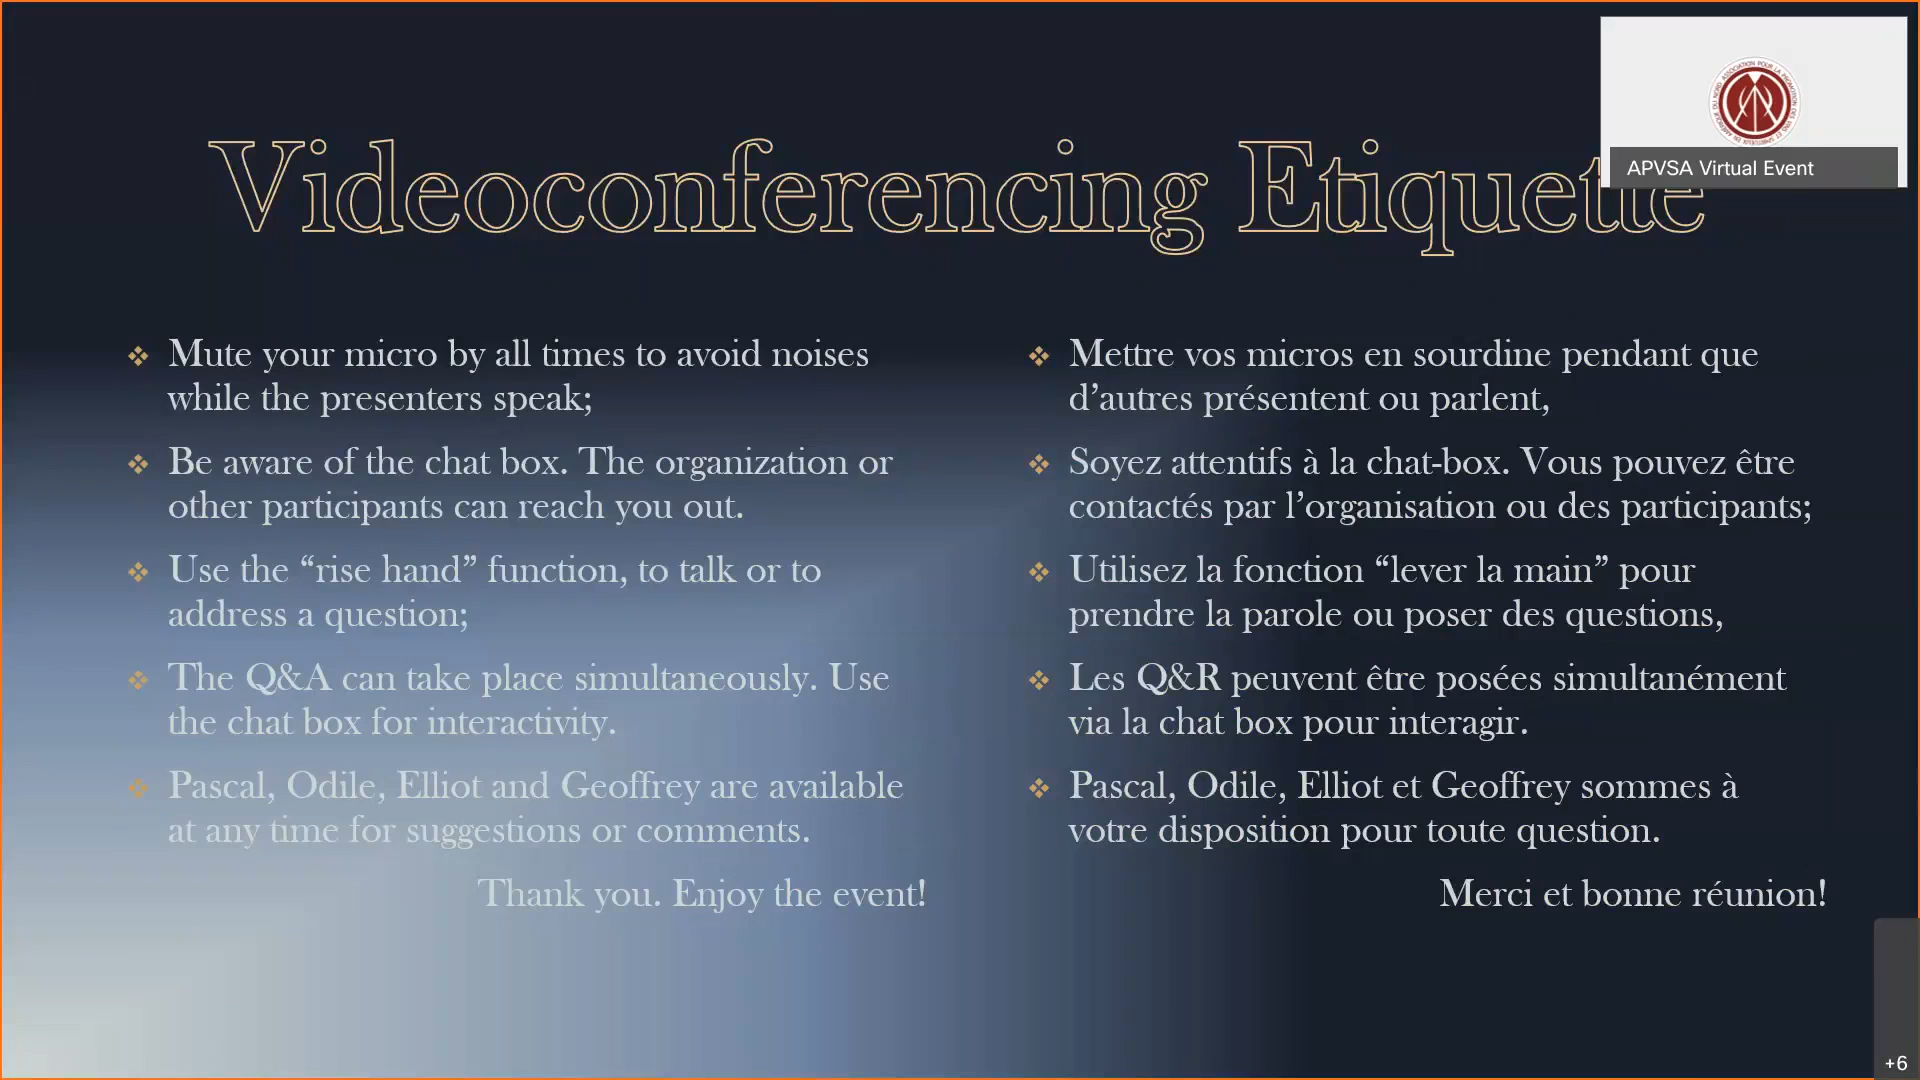 Videoconferencing Etiquette
APVSA Virtual Event
Mute your micro by all times to avoid noises
while the presenters speak;
Be aware of the chat box. The organization or
other participants can reach you out.
Use the “rise hand” function, to talk or to
address a question;
The Q&A can take place simultaneously. Use
the chat box for interactivity.
Pascal, Odile, Elliot and Geoffrey are available
at any time for suggestions or comments.
Thank you. Enjoy the event!
Mettre vos micros en sourdine pendant que
d’autres présentent ou parlent,
Soyez attentifs à la chat-box. Vous pouvez être
contactés par l’organisation ou des participants;
Utilisez la fonction “lever la main” pour
prendre la parole ou poser des questions,
Les Q&R peuvent être posées simultanément
via la chat box pour interagir.
Pascal, Odile, Elliot et Geoffrey sommes à
votre disposition pour toute question.
Merci et bonne réunion!
+6